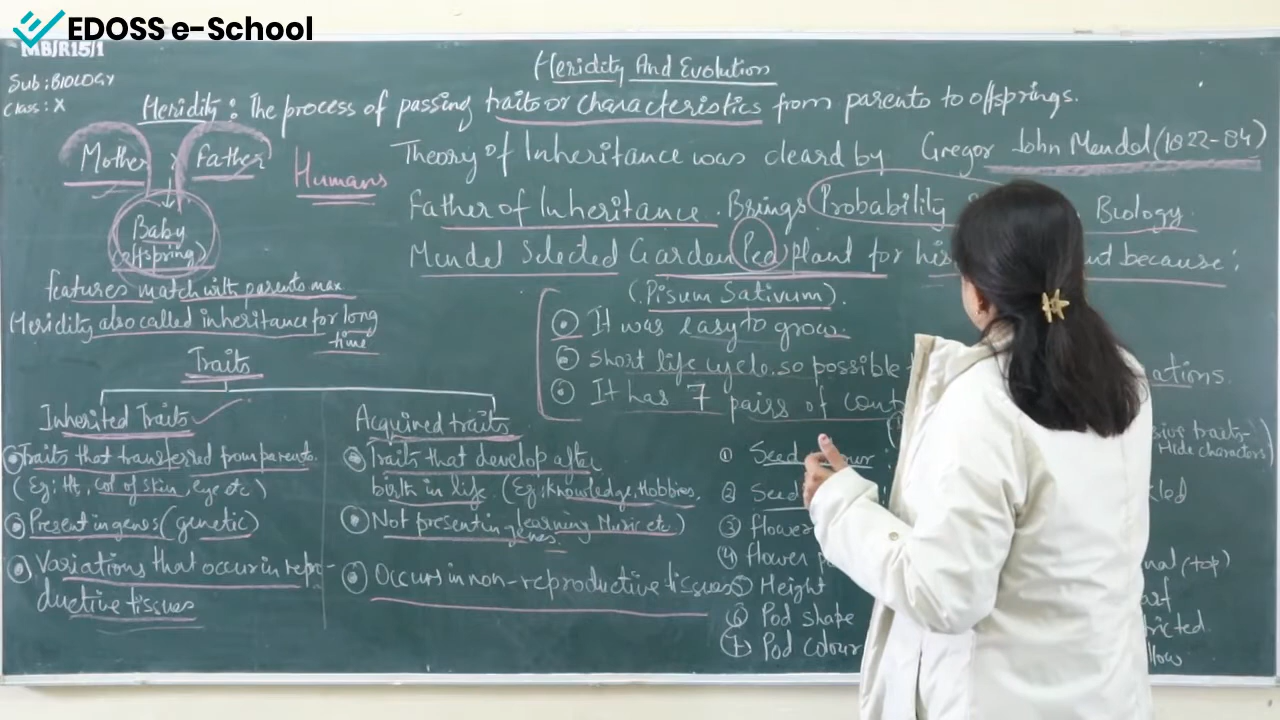 EDOSS e-School
MB/R15/1
Sub: BIOLOGY
Class: X
Heridity And Evolution
Heridity: The process of passing traits or characteristics from parents to offsprings.
Mother x Father
Humans
Baby
(offspring)
features match with parents max
Heridity also called inheritance for long
time
Traits
Inherited Traits
Traits that transferred from parents.
(Eg; Ht, Col of skin, eye etc)
Present in genes (genetic)
Variations that occur in repro-
ductive tissues
Acquired traits
Traits that develop after
birth in life. (Eg; Knowledge, Hobbies,
Learning Music etc.)
Not present in genes.
Occurs in non-reproductive tissues
Theory of Inheritance was cleard by Gregor John Mendel (1822-84)
Father of Inheritance. Brings Probability Biology.
Mendel Selected Garden Pea plant for his because:
(Pisum Sativum).
It was easy to grow.
Short life cycle. so possible
It has 7 pairs of
traits-
Hide characters)
① Seed colour
② Seed
③ flower
④ flower
(top)
⑤ Height
⑥ Pod shape
⑦ Pod colour